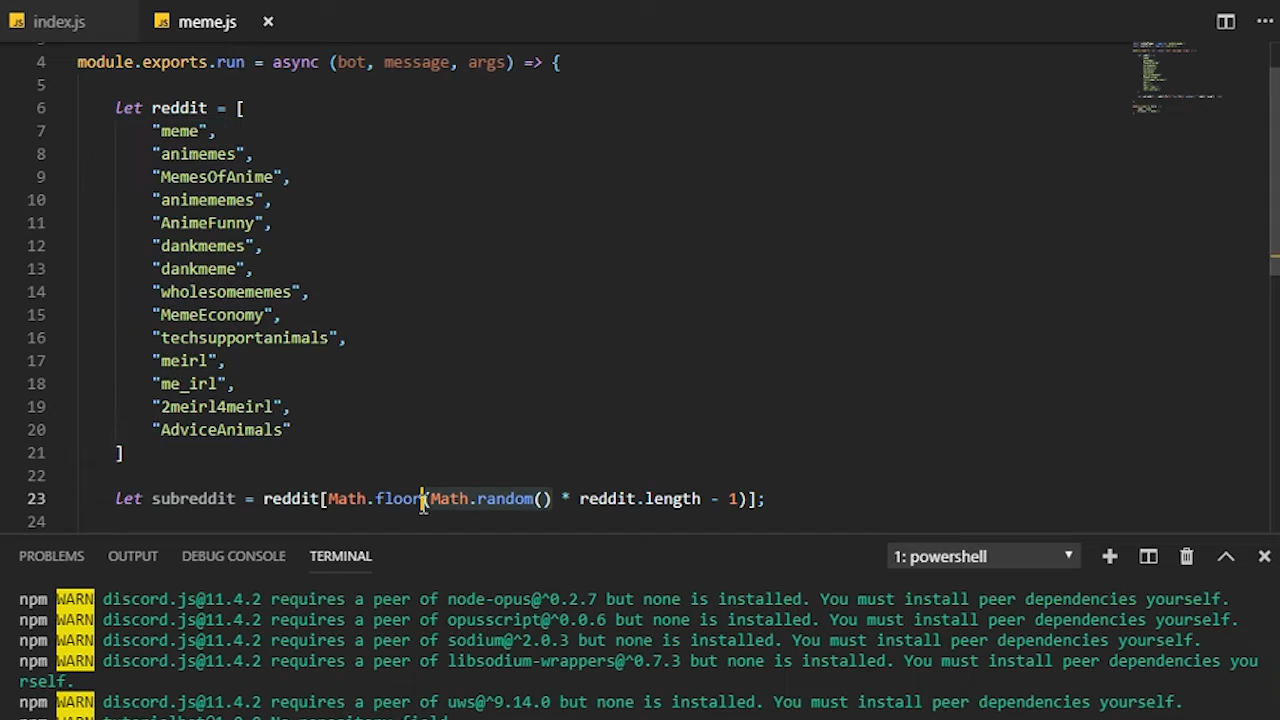 index.js meme.js
4 module.exports.run = async (bot, message, args) => {
5
6 let reddit = [
7 "meme",
8 "animemes",
9 "MemesOfAnime",
10 "animememes",
11 "AnimeFunny",
12 "dankmemes",
13 "dankmeme",
14 "wholesomememes",
15 "MemeEconomy",
16 "techsupportanimals",
17 "meirl",
18 "me_irl",
19 "2meirl4meirl",
20 "AdviceAnimals"
21 ]
22
23 let subreddit = reddit[Math.floor(Math.random() * reddit.length - 1)];
24
PROBLEMS OUTPUT DEBUG CONSOLE TERMINAL 1: powershell
npm WARN discord.js@11.4.2 requires a peer of node-opus@^0.2.7 but none is installed. You must install peer dependencies yourself.
npm WARN discord.js@11.4.2 requires a peer of opusscript@^0.0.6 but none is installed. You must install peer dependencies yourself.
npm WARN discord.js@11.4.2 requires a peer of sodium@^2.0.3 but none is installed. You must install peer dependencies yourself.
npm WARN discord.js@11.4.2 requires a peer of libsodium-wrappers@^0.7.3 but none is installed. You must install peer dependencies you
rself.
npm WARN discord.js@11.4.2 requires a peer of uws@^9.14.0 but none is installed. You must install peer dependencies yourself.
npm WARN